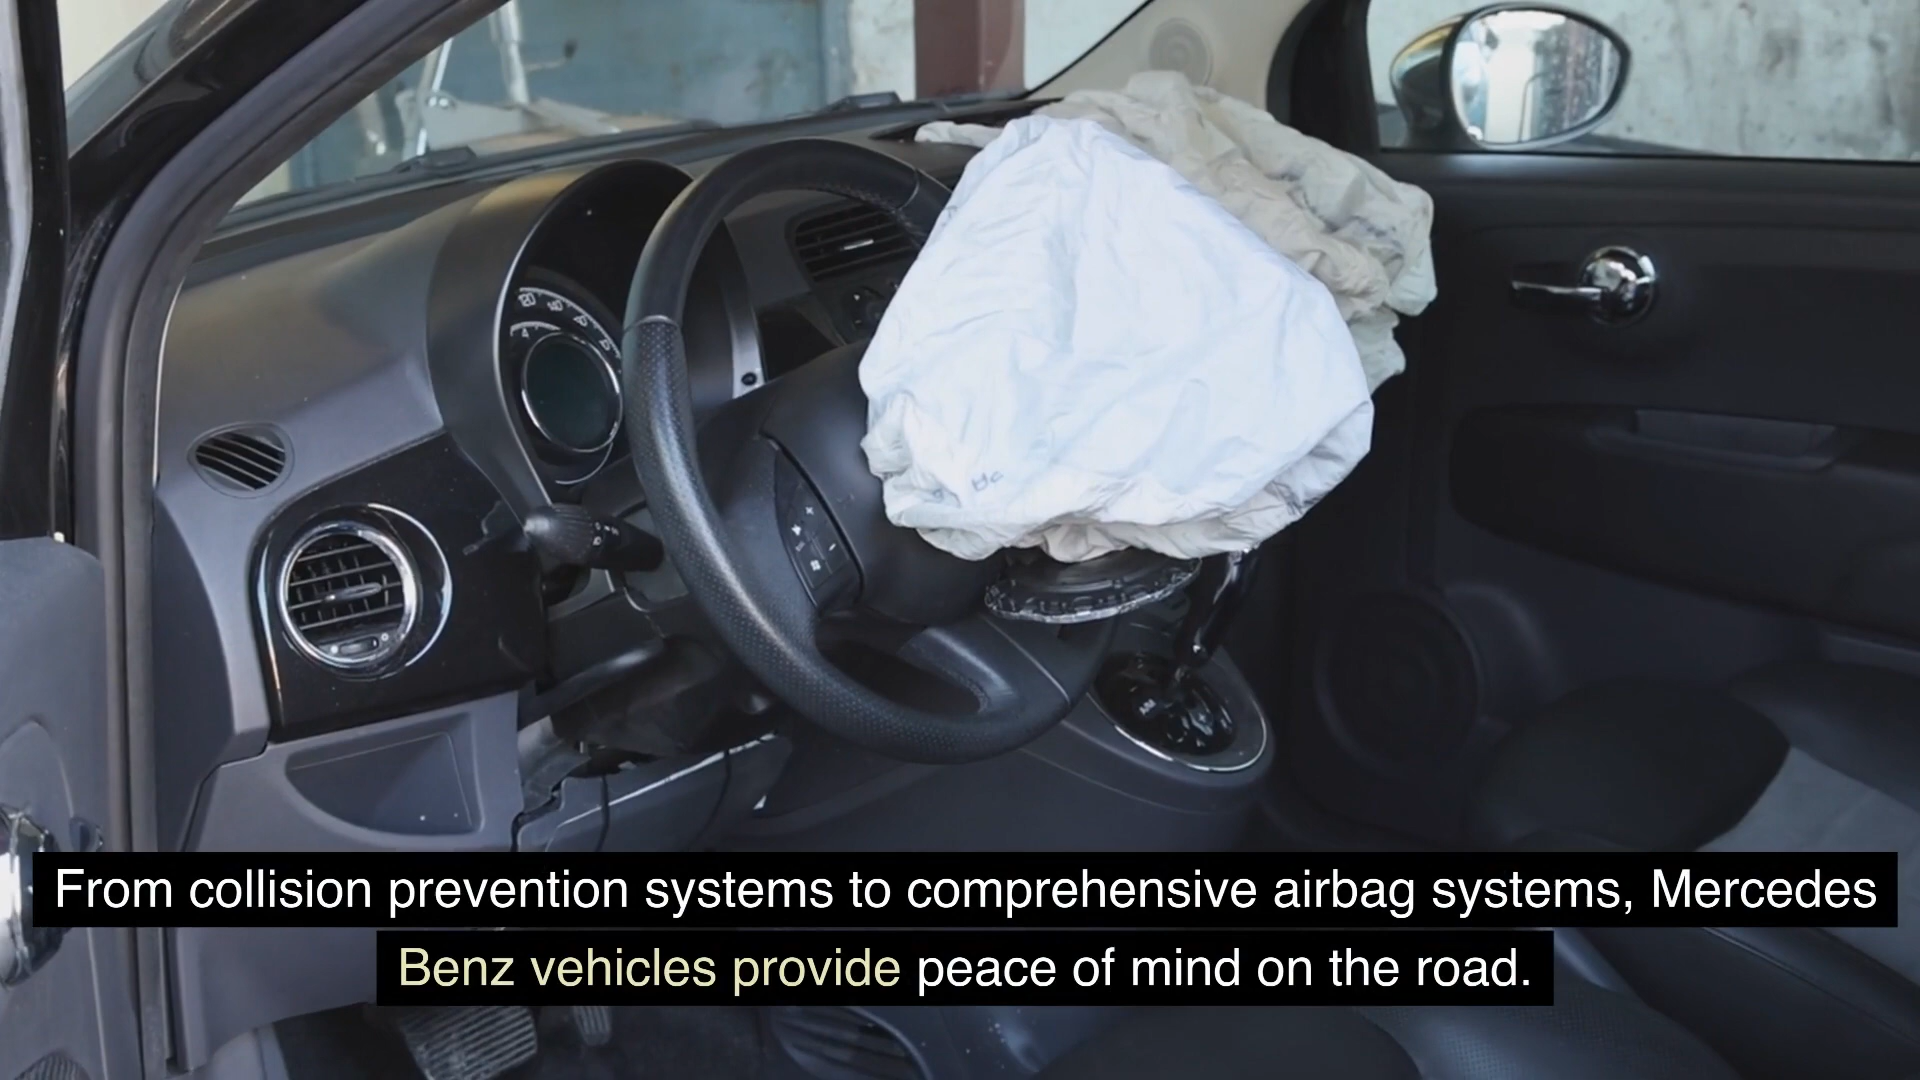 From collision prevention systems to comprehensive airbag systems, Mercedes
Benz vehicles provide peace of mind on the road.